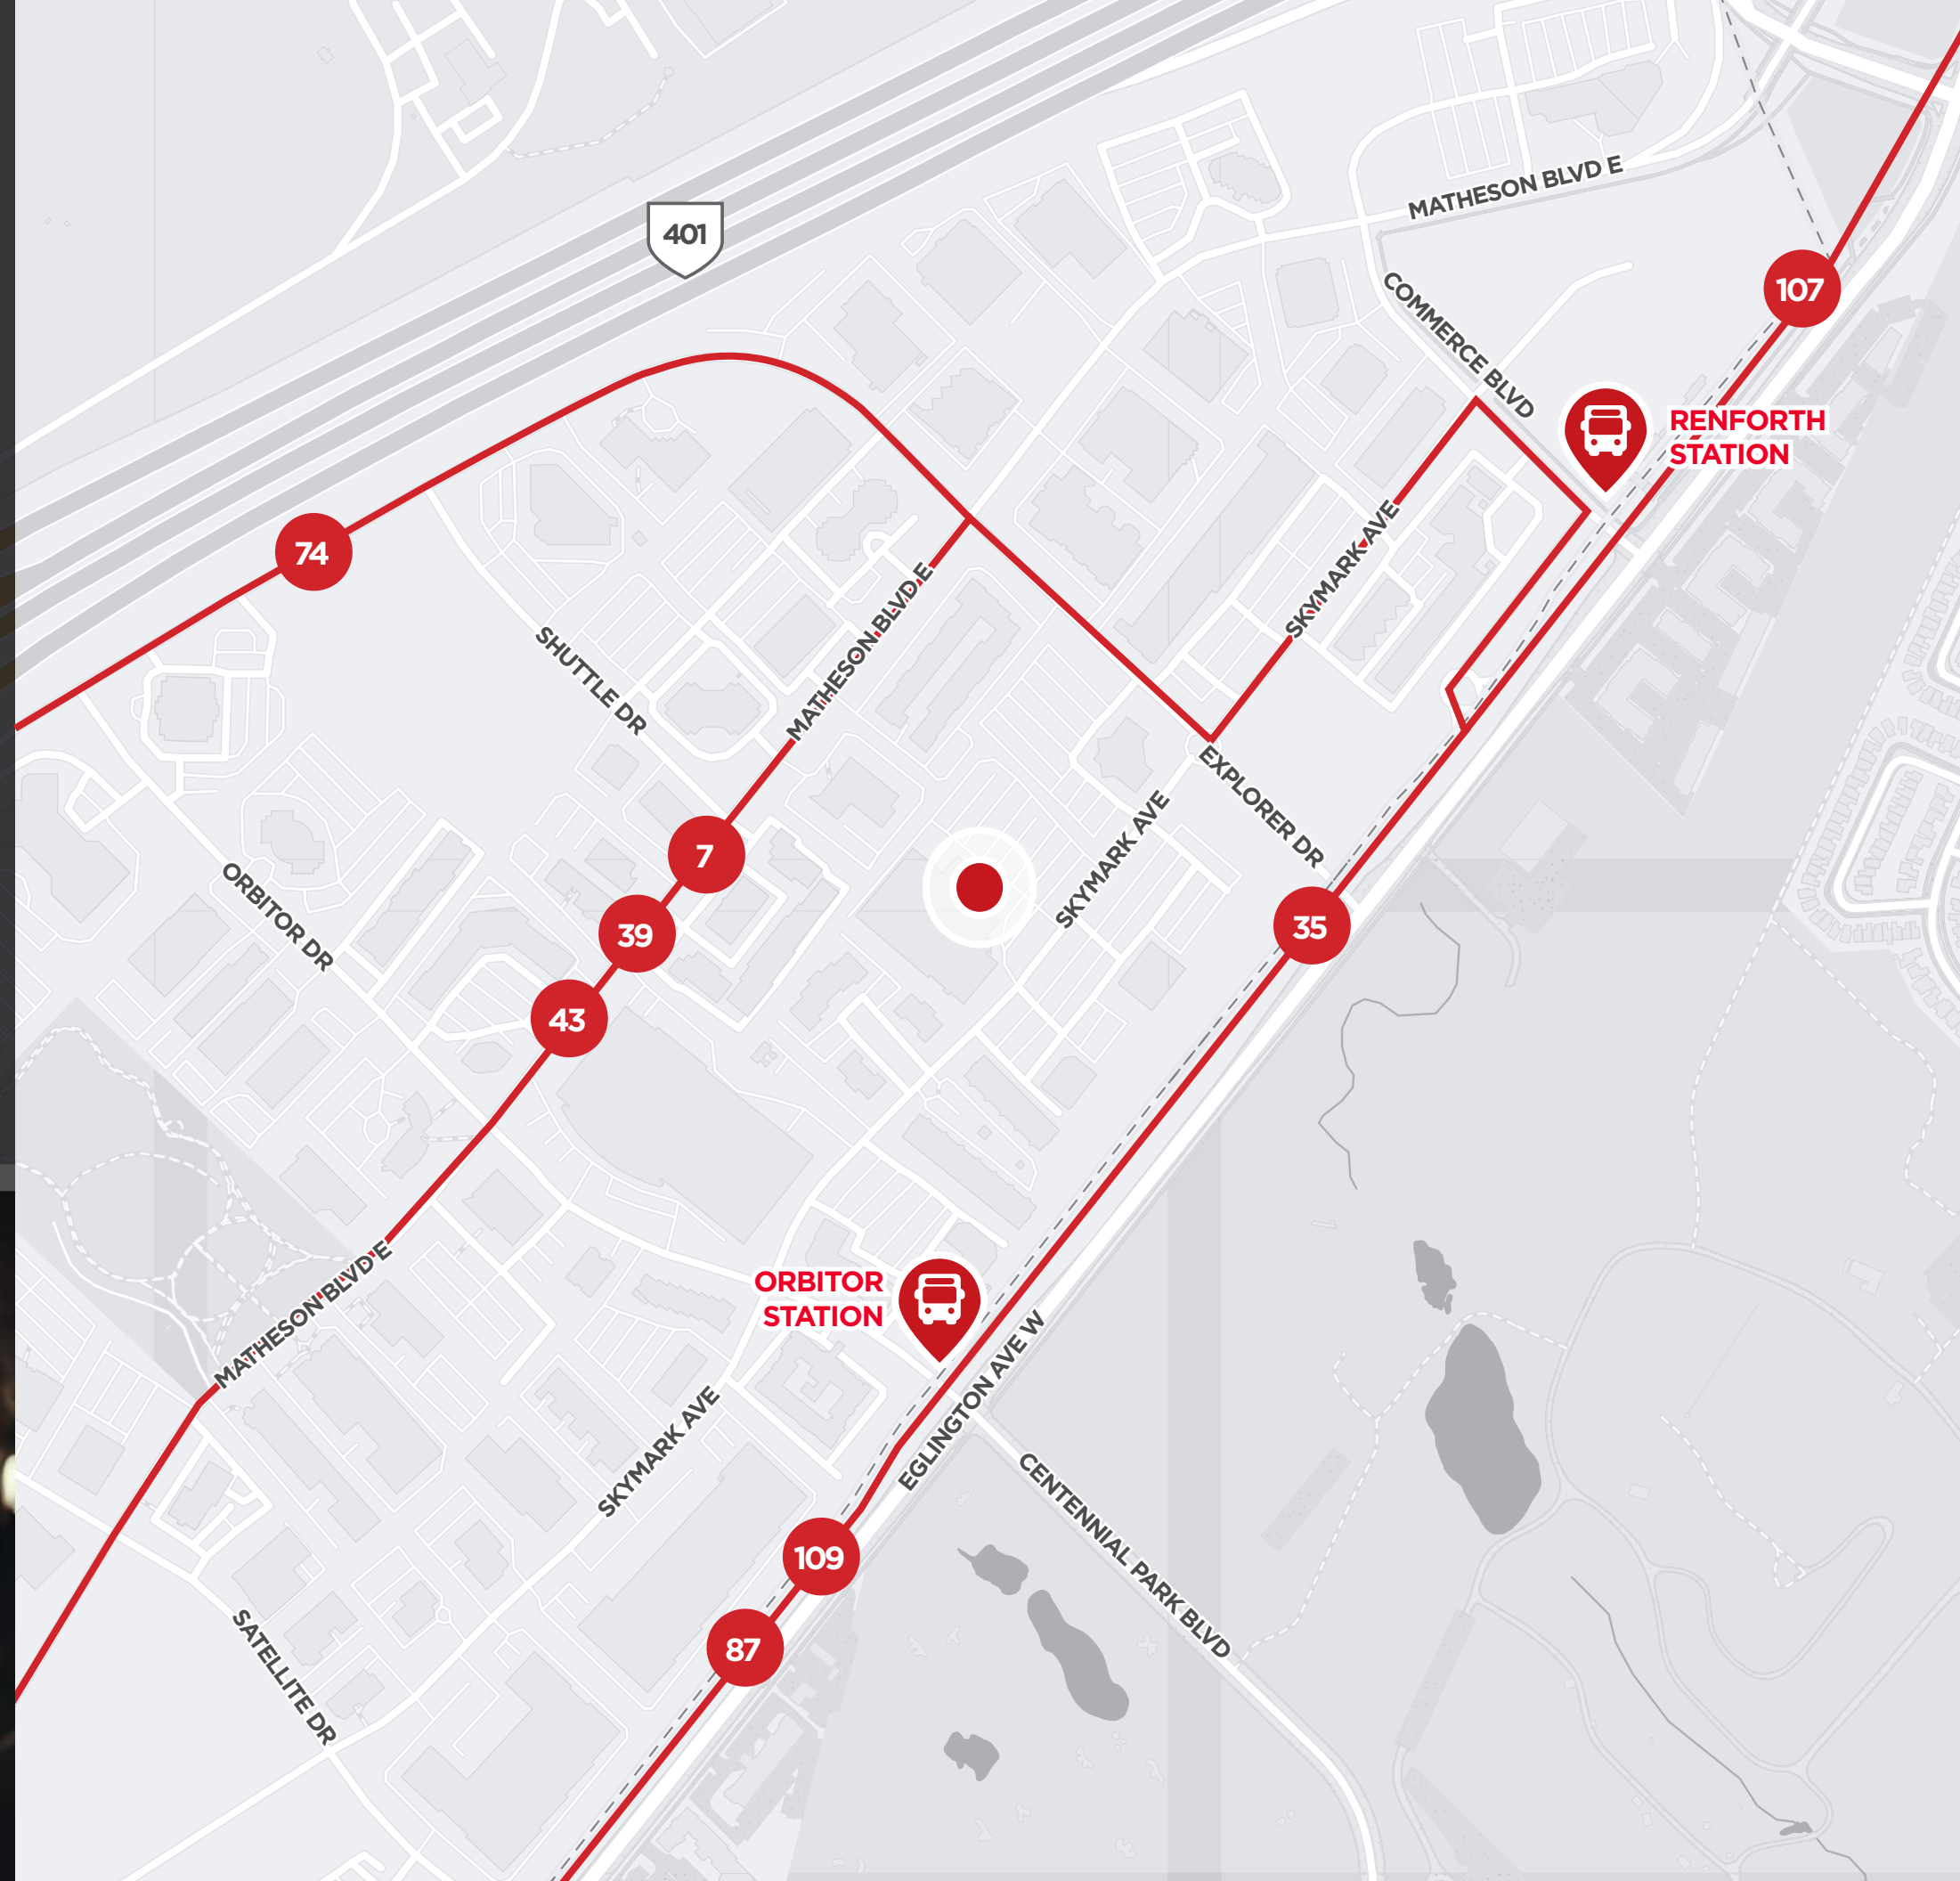 401
MATHESON BLVD E
COMMERCE BLVD
107
RENFORTH
STATION
74
SKYMARK AVE
MATHESON BLVD E
SHUTTLE DR
EXPLORER DR
7
SKYMARK AVE
ORBITOR DR
39
35
43
MATHESON BLVD E
ORBITOR
STATION
EGLINGTON AVE W
SKYMARK AVE
CENTENNIAL PARK BLVD
109
SATELLITE DR
87